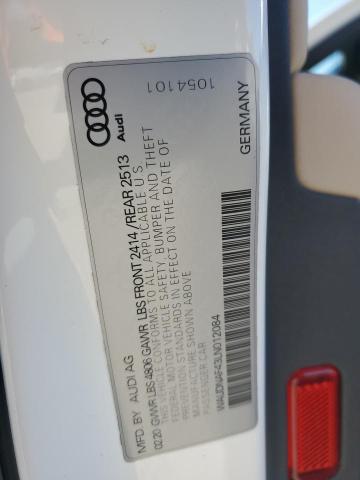 Audi
1054101
GERMANY
MFD. BY AUDI AG
02.20 GVWR LBS 4806 GAWR LBS FRONT 2414 / REAR 2513
THIS VEHICLE CONFORMS TO ALL APPLICABLE U.S.
FEDERAL MOTOR VEHICLE SAFETY, BUMPER AND THEFT
PREVENTION STANDARDS IN EFFECT ON THE DATE OF
MANUFACTURE SHOWN ABOVE
PASSENGER CAR
WAUDNAF43LN012084